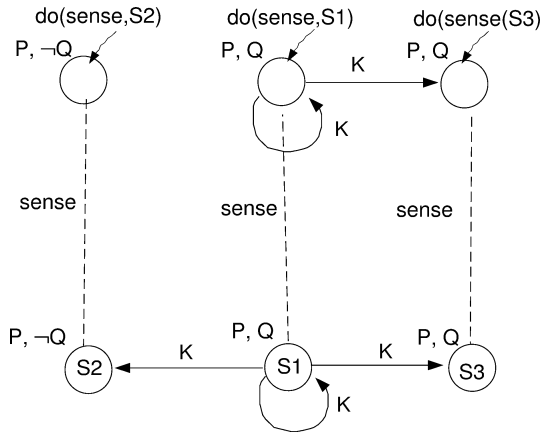 do(sense,S2)
do(sense,S1)
do(sense(S3)
P, ¬Q
P, Q
P, Q
K
K
sense
sense
sense
P, ¬Q
P, Q
P, Q
K
K
S2
S1
S3
K